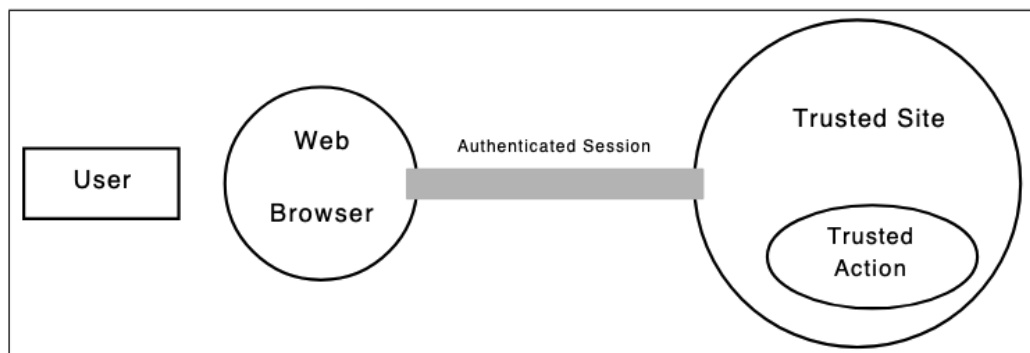 User
Web
Browser
Authenticated Session
Trusted Site
Trusted
Action